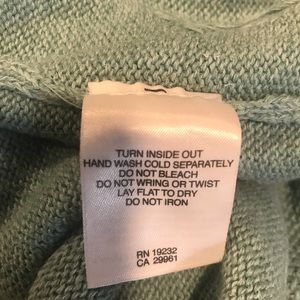 TURN INSIDE OUT
HAND WASH COLD SEPARATELY
DO NOT BLEACH
DO NOT WRING OR TWIST
LAY FLAT TO DRY
DO NOT IRON
RN 19232
CA 29961